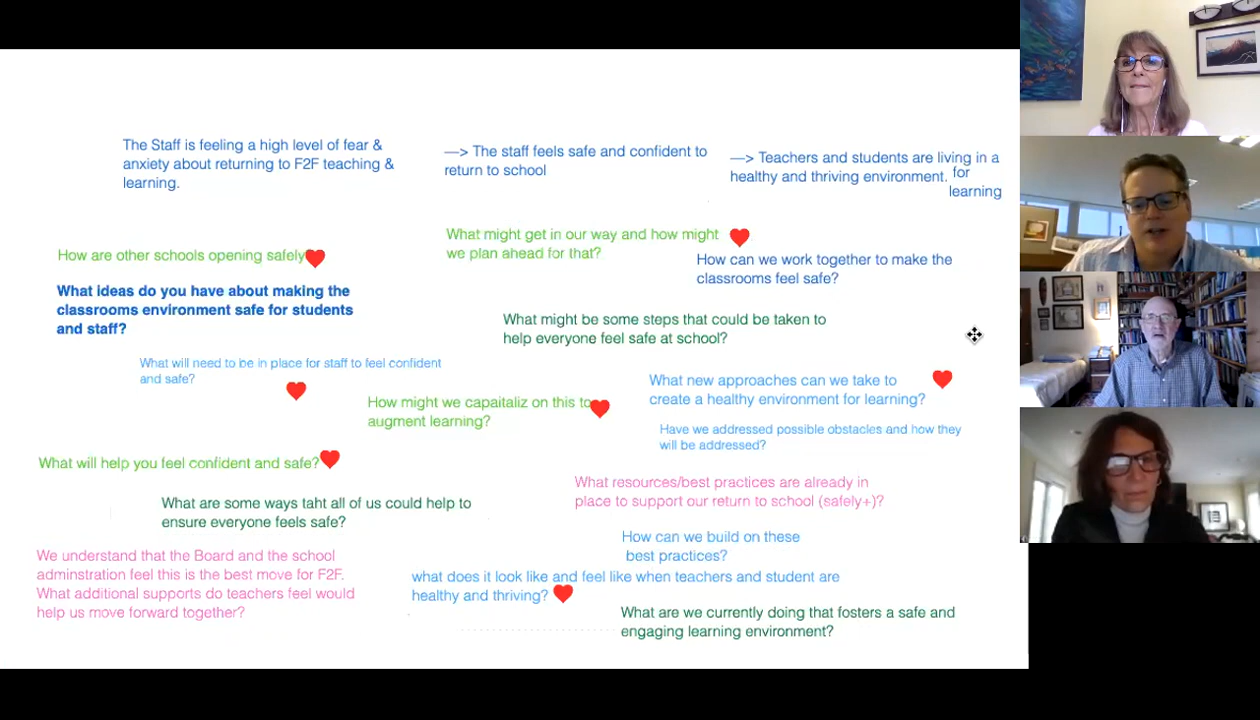 The Staff is feeling a high level of fear &
anxiety about returning to F2F teaching &
learning.
—> The staff feels safe and confident to
return to school
—> Teachers and students are living in a
healthy and thriving environment. for
learning
What might get in our way and how might
we plan ahead for that?
How are other schools opening safely
How can we work together to make the
classrooms feel safe?
What ideas do you have about making the
classrooms environment safe for students
and staff?
What might be some steps that could be taken to
help everyone feel safe at school?
What will need to be in place for staff to feel confident
and safe?
What new approaches can we take to
create a healthy environment for learning?
How might we capaitaliz on this to
augment learning?
Have we addressed possible obstacles and how they
will be addressed?
What will help you feel confident and safe?
What resources/best practices are already in
place to support our return to school (safely+)?
What are some ways taht all of us could help to
ensure everyone feels safe?
How can we build on these
best practices?
We understand that the Board and the school
adminstration feel this is the best move for F2F.
What additional supports do teachers feel would
help us move forward together?
what does it look like and feel like when teachers and student are
healthy and thriving?
What are we currently doing that fosters a safe and
engaging learning environment?